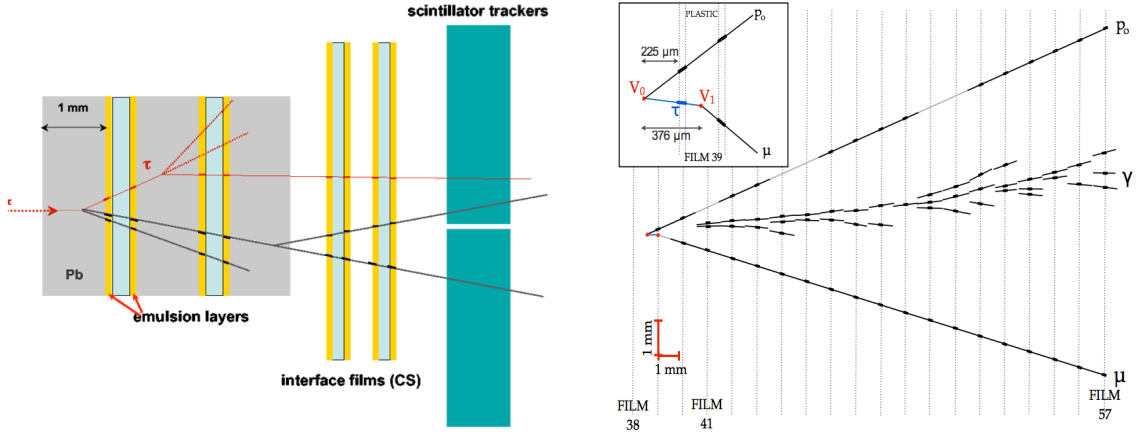 scintillator trackers
1 mm
τ
τ
Pb
emulsion layers
interface films (CS)
PLASTIC
p₀
225 µm
V₀
V₁
τ
376 µm
µ
FILM 39
p₀
γ
1 mm
1 mm
µ
FILM
38
FILM
41
FILM
57